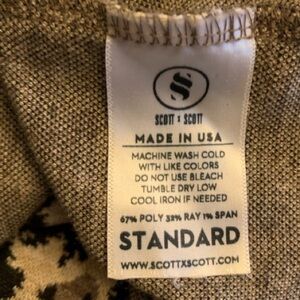 S
SCOTT X SCOTT
MADE IN USA
MACHINE WASH COLD
WITH LIKE COLORS
DO NOT USE BLEACH
TUMBLE DRY LOW
COOL IRON IF NEEDED
67% POLY 32% RAY 1% SPAN
STANDARD
WWW.SCOTTXSCOTT.COM